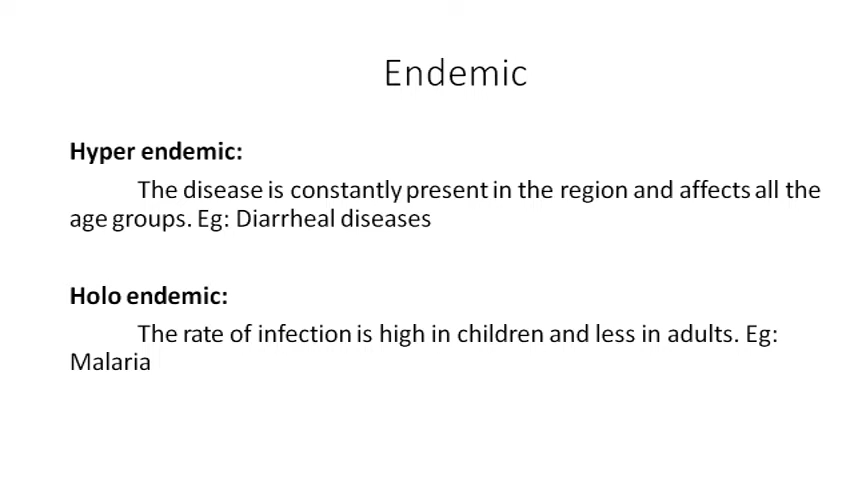 Endemic
Hyper endemic:
The disease is constantly present in the region and affects all the
age groups. Eg: Diarrheal diseases
Holo endemic:
The rate of infection is high in children and less in adults. Eg:
Malaria